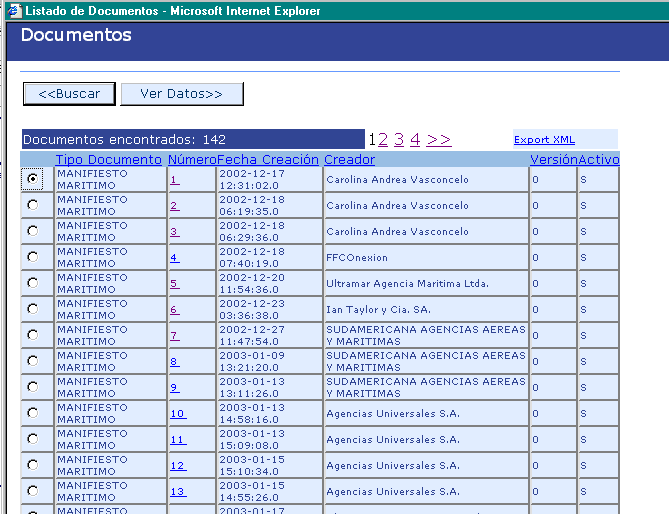 Listado de Documentos - Microsoft Internet Explorer
Documentos
<<Buscar Ver Datos>>
Documentos encontrados: 142 1 2 3 4 >> Export XML
Tipo Documento Número Fecha Creación Creador Versión Activo
MANIFIESTO MARITIMO 1 2002-12-17 12:31:02.0 Carolina Andrea Vasconcelo 0 S
MANIFIESTO MARITIMO 2 2002-12-18 06:19:35.0 Carolina Andrea Vasconcelo 0 S
MANIFIESTO MARITIMO 3 2002-12-18 06:29:36.0 Carolina Andrea Vasconcelo 0 S
MANIFIESTO MARITIMO 4 2002-12-18 07:40:19.0 FFCOnexion 0 S
MANIFIESTO MARITIMO 5 2002-12-20 11:54:36.0 Ultramar Agencia Maritima Ltda. 0 S
MANIFIESTO MARITIMO 6 2002-12-23 03:36:38.0 Ian Taylor y Cia. SA. 0 S
MANIFIESTO MARITIMO 7 2002-12-27 11:47:54.0 SUDAMERICANA AGENCIAS AEREAS Y MARITIMAS 0 S
MANIFIESTO MARITIMO 8 2003-01-09 13:21:20.0 SUDAMERICANA AGENCIAS AEREAS Y MARITIMAS 0 S
MANIFIESTO MARITIMO 9 2003-01-13 13:11:26.0 SUDAMERICANA AGENCIAS AEREAS Y MARITIMAS 0 S
MANIFIESTO MARITIMO 10 2003-01-13 14:58:16.0 Agencias Universales S.A. 0 S
MANIFIESTO MARITIMO 11 2003-01-13 15:09:08.0 Agencias Universales S.A. 0 S
MANIFIESTO MARITIMO 12 2003-01-15 15:10:34.0 Agencias Universales S.A. 0 S
MANIFIESTO MARITIMO 13 2003-01-15 14:55:26.0 Agencias Universales S.A. 0 S
MANIFIESTO 2003-01-17